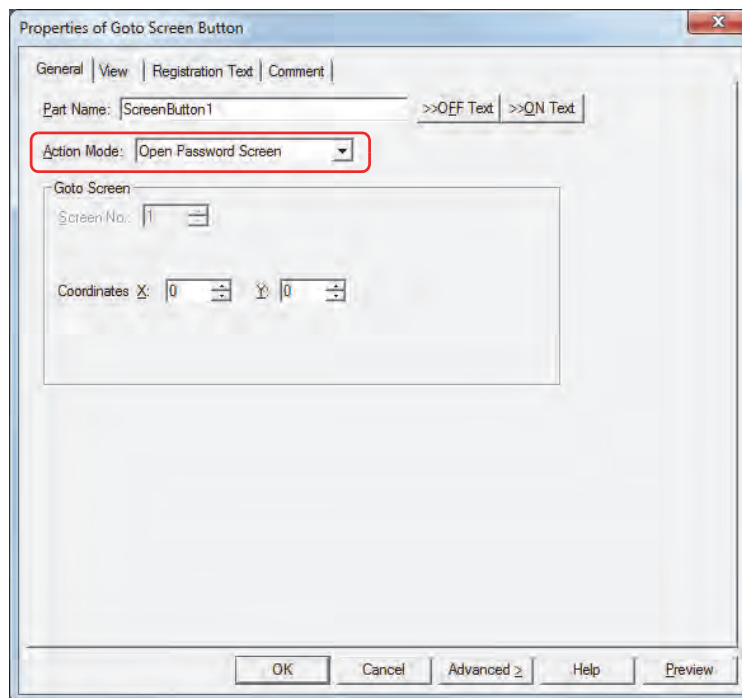 Properties of Goto Screen Button
x
General View Registration Text Comment
Part Name: ScreenButton1 >>OFF Text >>ON Text
Action Mode: Open Password Screen
Goto Screen
Screen No.: 1
Coordinates X: 0 Y: 0
OK Cancel Advanced > Help Preview